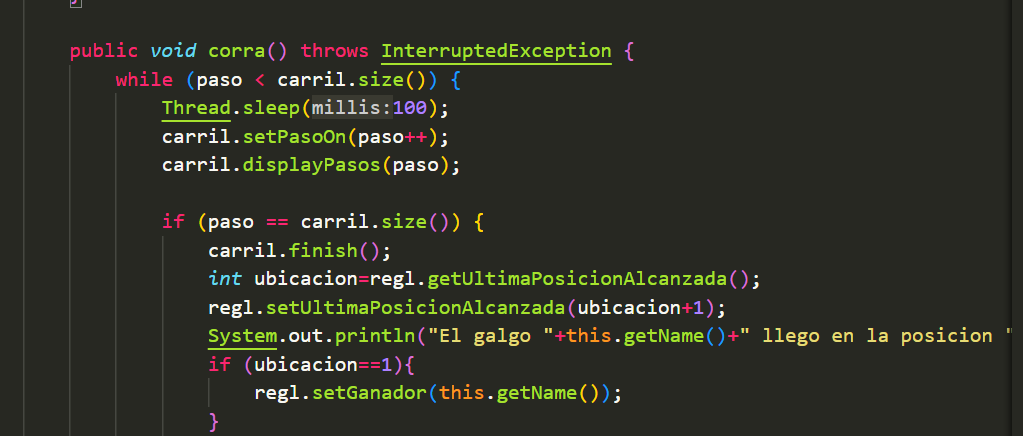 }
public void corra() throws InterruptedException {
while (paso < carril.size()) {
Thread.sleep(millis:100);
carril.setPasoOn(paso++);
carril.displayPasos(paso);
if (paso == carril.size()) {
carril.finish();
int ubicacion=regl.getUltimaPosicionAlcanzada();
regl.setUltimaPosicionAlcanzada(ubicacion+1);
System.out.println("El galgo "+this.getName()+" llego en la posicion "
if (ubicacion==1){
regl.setGanador(this.getName());
}